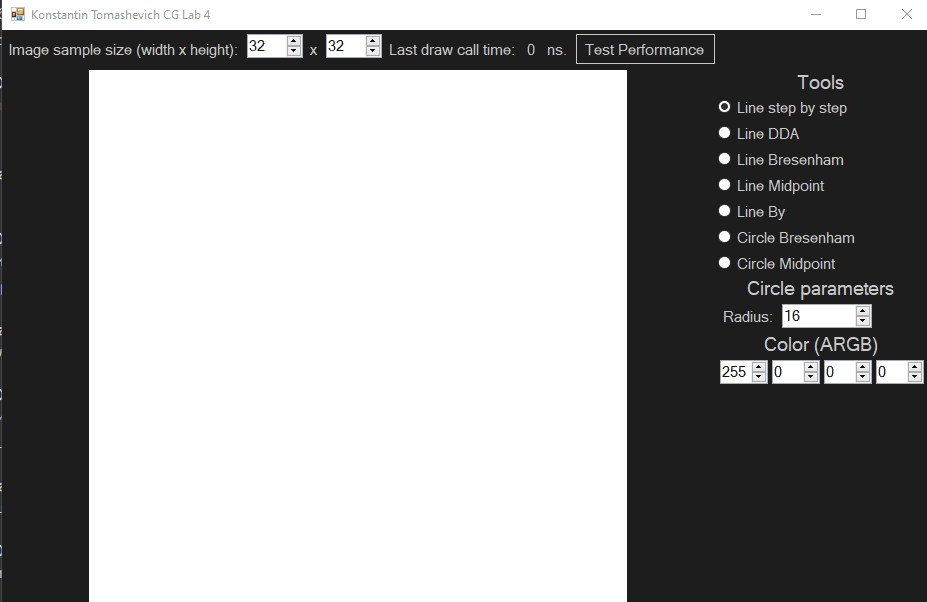 Konstantin Tomashevich CG Lab 4
Image sample size (width x height): 32 x 32 Last draw call time: 0 ns. Test Performance
Tools
Line step by step
Line DDA
Line Bresenham
Line Midpoint
Line By
Circle Bresenham
Circle Midpoint
Circle parameters
Radius: 16
Color (ARGB)
255 0 0 0